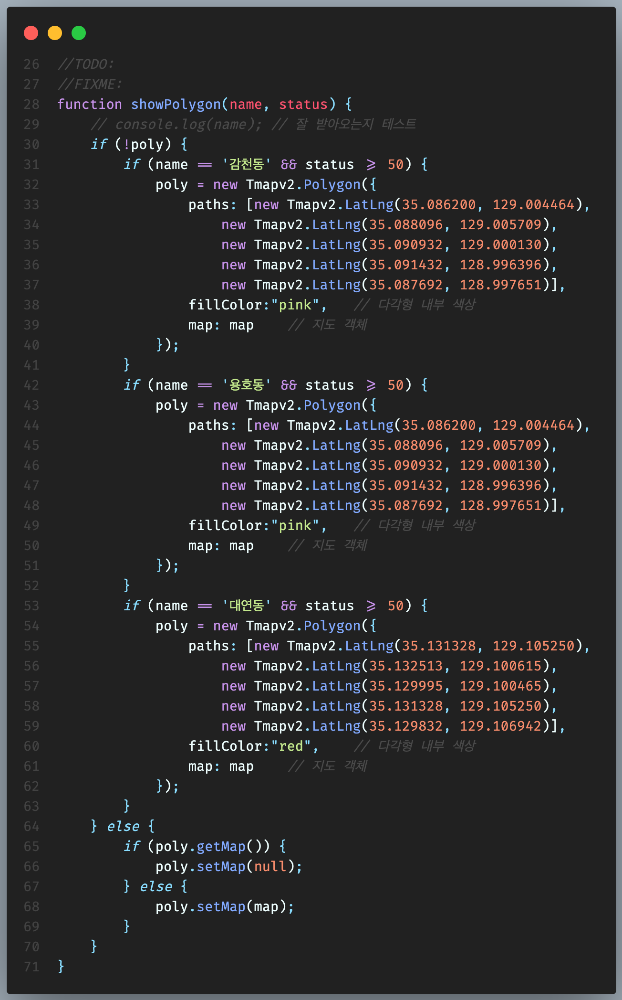 26 //TODO:
27 //FIXME:
28 function showPolygon(name, status) {
29     // console.log(name); // 잘 받아오는지 테스트
30     if (!poly) {
31         if (name == '감천동' && status >= 50) {
32             poly = new Tmapv2.Polygon({
33                 paths: [new Tmapv2.LatLng(35.086200, 129.004464),
34                     new Tmapv2.LatLng(35.088096, 129.005709),
35                     new Tmapv2.LatLng(35.090932, 129.000130),
36                     new Tmapv2.LatLng(35.091432, 128.996396),
37                     new Tmapv2.LatLng(35.087692, 128.997651)],
38                 fillColor:"pink",   // 다각형 내부 색상
39                 map: map    // 지도 객체
40             });
41         }
42         if (name == '용호동' && status >= 50) {
43             poly = new Tmapv2.Polygon({
44                 paths: [new Tmapv2.LatLng(35.086200, 129.004464),
45                     new Tmapv2.LatLng(35.088096, 129.005709),
46                     new Tmapv2.LatLng(35.090932, 129.000130),
47                     new Tmapv2.LatLng(35.091432, 128.996396),
48                     new Tmapv2.LatLng(35.087692, 128.997651)],
49                 fillColor:"pink",   // 다각형 내부 색상
50                 map: map    // 지도 객체
51             });
52         }
53         if (name == '대연동' && status >= 50) {
54             poly = new Tmapv2.Polygon({
55                 paths: [new Tmapv2.LatLng(35.131328, 129.105250),
56                     new Tmapv2.LatLng(35.132513, 129.100615),
57                     new Tmapv2.LatLng(35.129995, 129.100465),
58                     new Tmapv2.LatLng(35.131328, 129.105250),
59                     new Tmapv2.LatLng(35.129832, 129.106942)],
60                 fillColor:"red",    // 다각형 내부 색상
61                 map: map    // 지도 객체
62             });
63         }
64     } else {
65         if (poly.getMap()) {
66             poly.setMap(null);
67         } else {
68             poly.setMap(map);
69         }
70     }
71 }